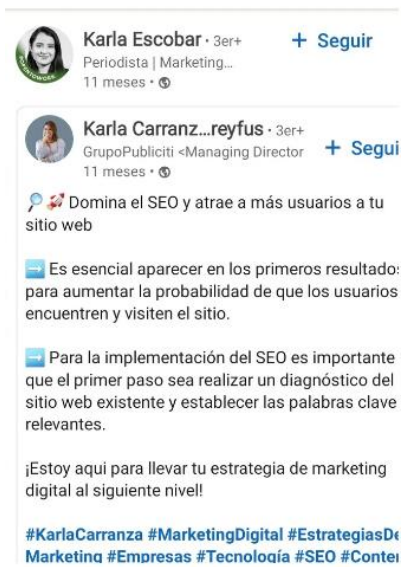 Karla Escobar · 3er+
+ Seguir
Periodista | Marketing...
11 meses ·
#OPENTOWORK
Karla Carranz...reyfus · 3er+
+ Segui
GrupoPubliciti <Managing Director
11 meses ·
🔎🚀 Domina el SEO y atrae a más usuarios a tu
sitio web
➡️ Es esencial aparecer en los primeros resultados
para aumentar la probabilidad de que los usuarios
encuentren y visiten el sitio.
➡️ Para la implementación del SEO es importante
que el primer paso sea realizar un diagnóstico del
sitio web existente y establecer las palabras clave
relevantes.
¡Estoy aqui para llevar tu estrategia de marketing
digital al siguiente nivel!
#KarlaCarranza #MarketingDigital #EstrategiasDe
Marketing #Empresas #Tecnología #SEO #Conte